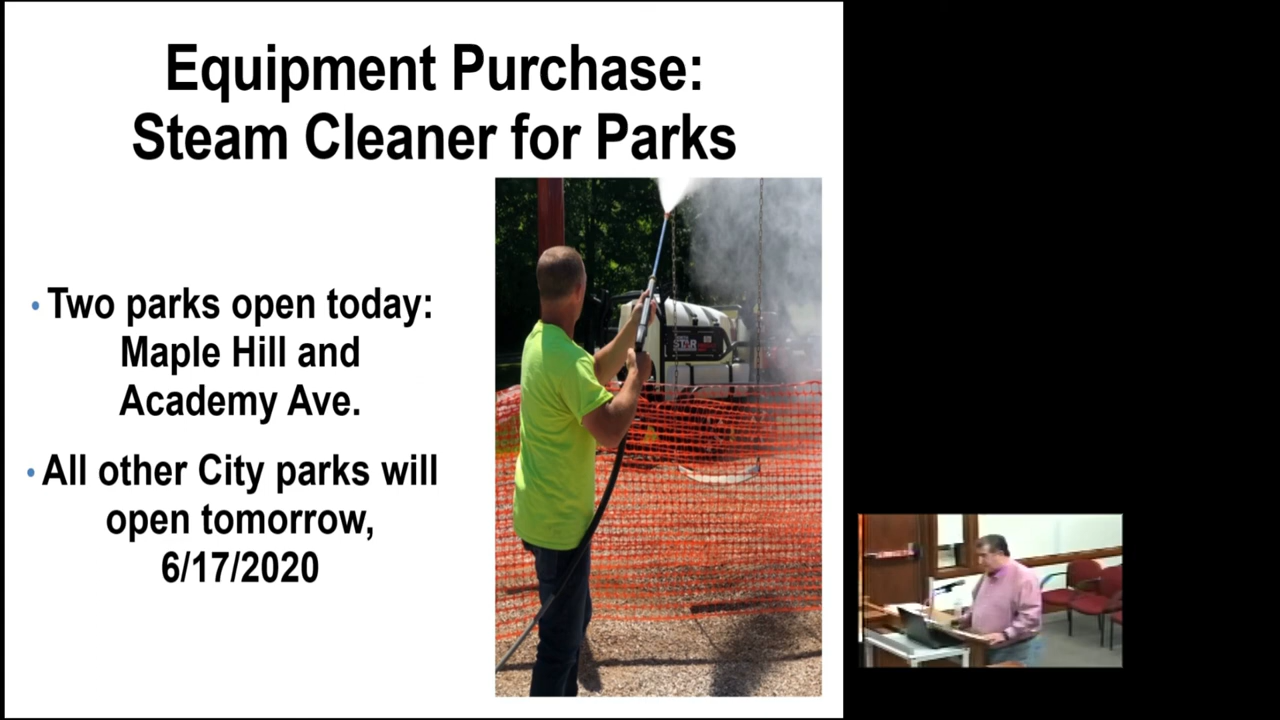 Equipment Purchase:
Steam Cleaner for Parks
• Two parks open today:
Maple Hill and
Academy Ave.
• All other City parks will
open tomorrow,
6/17/2020
STAR